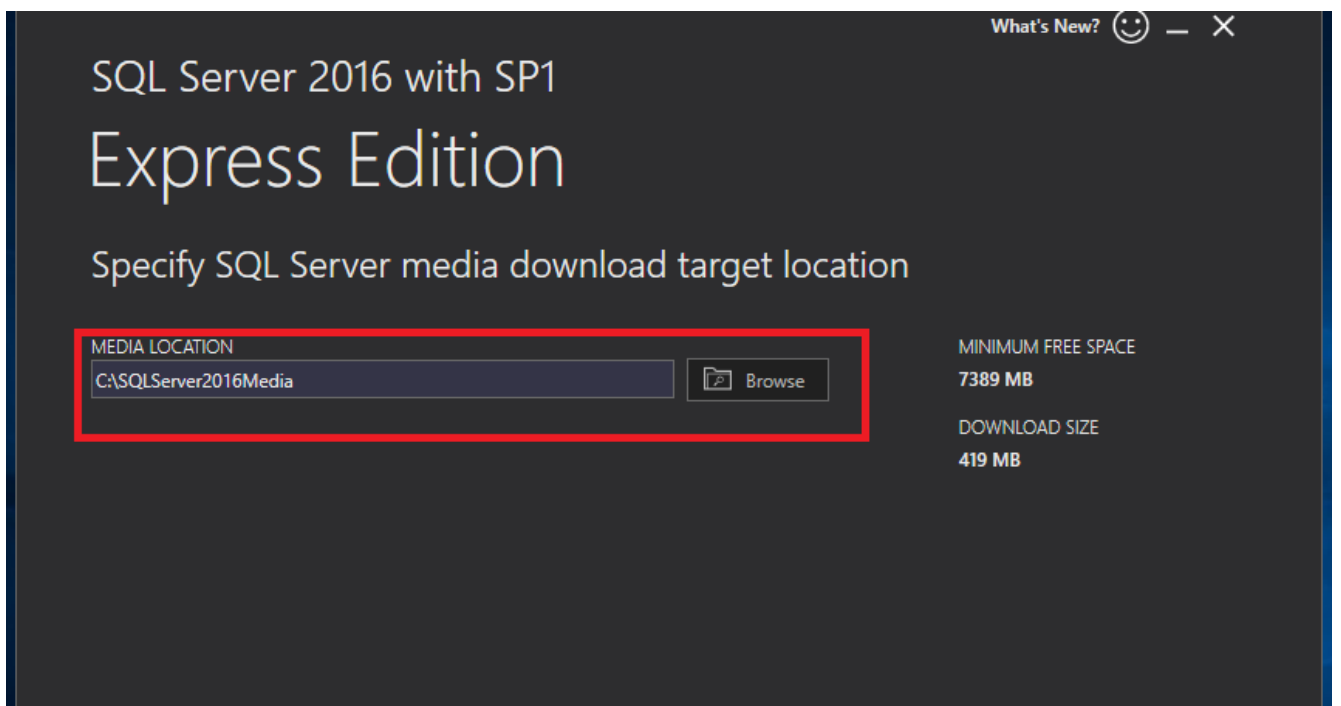 What's New?
SQL Server 2016 with SP1
Express Edition
Specify SQL Server media download target location
MEDIA LOCATION
C:\SQLServer2016Media
Browse
MINIMUM FREE SPACE
7389 MB
DOWNLOAD SIZE
419 MB